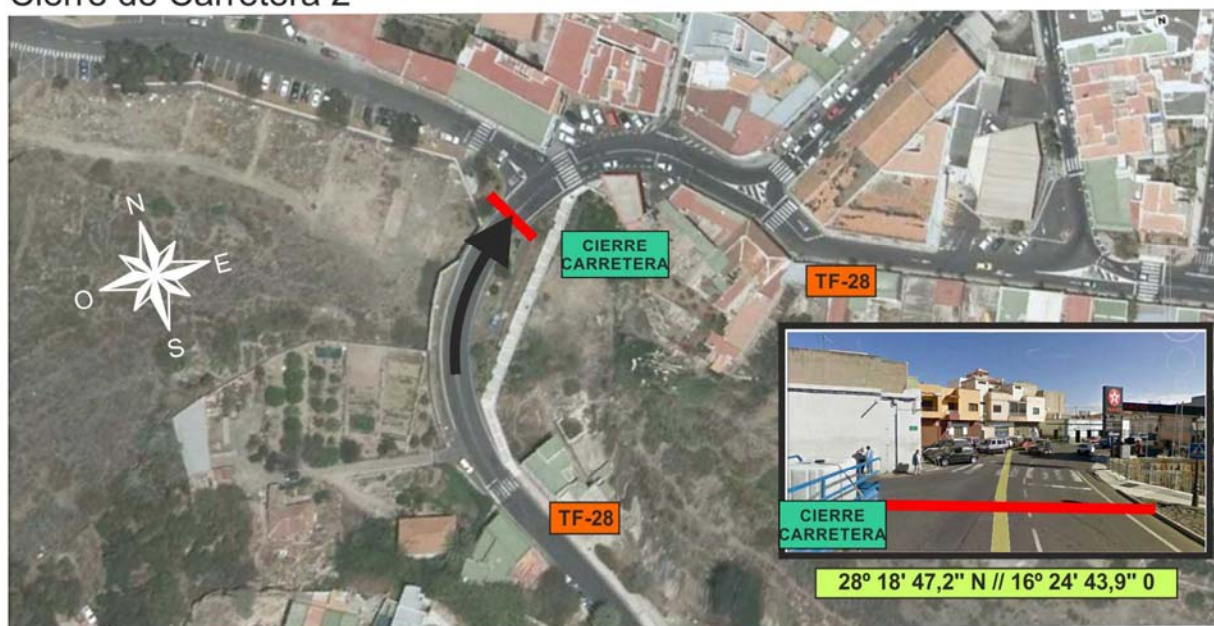 Cierre de Carretera 2
N
N
E
O
S
CIERRE
CARRETERA
TF-28
TF-28
CIERRE
CARRETERA
28º 18' 47,2" N // 16º 24' 43,9" 0